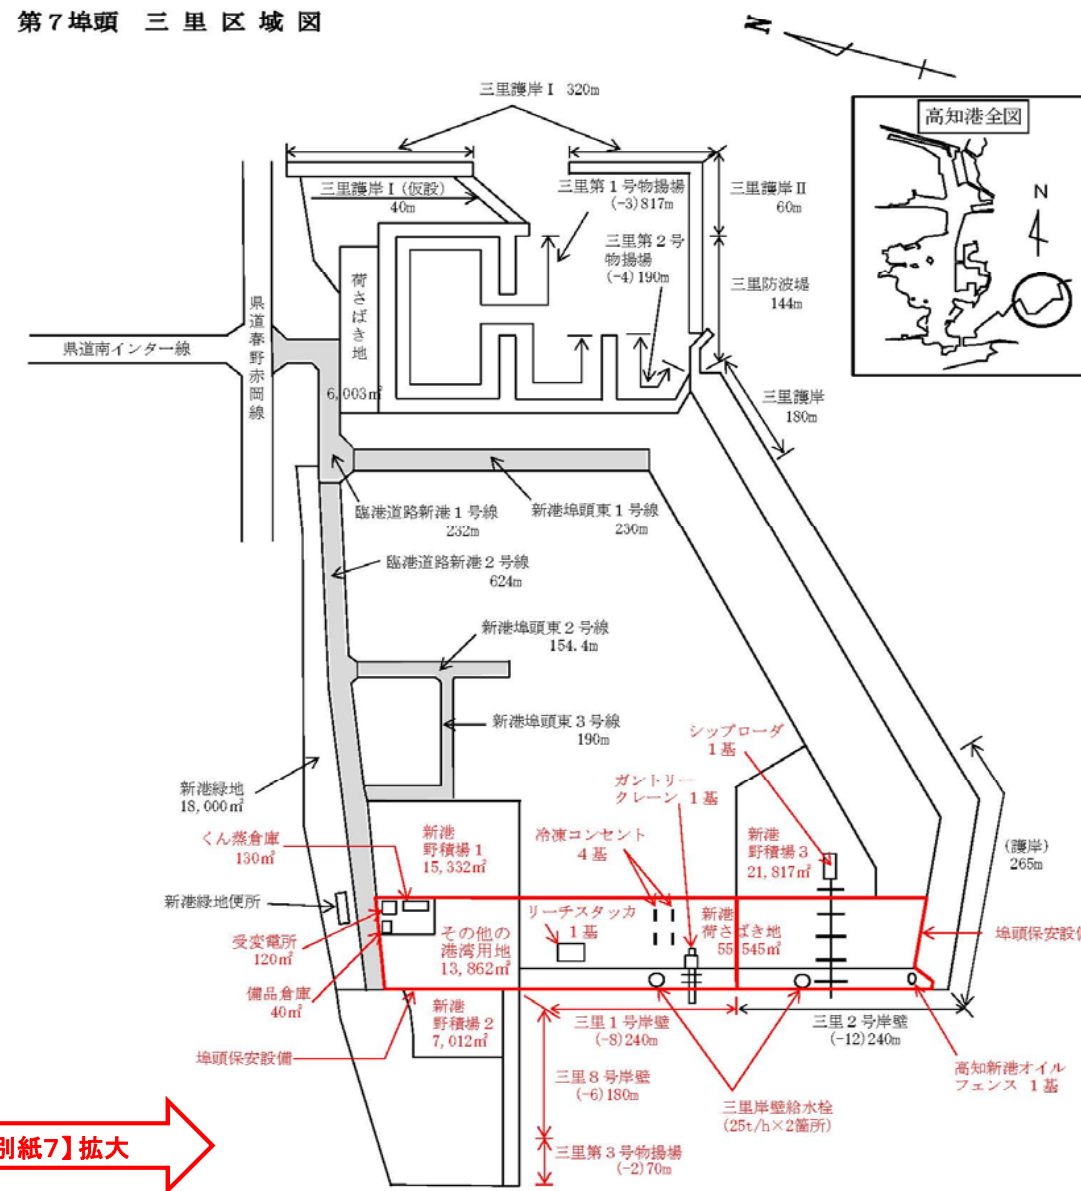 第７埠頭 三里区域図
N
高知港全図
N
三里護岸Ⅰ 320m
三里護岸Ⅰ（仮設）
40m
三里第１号物揚場
(-3)817m
三里護岸Ⅱ
60m
三里第２号
物揚場
(-4)190m
三里防波堤
144m
荷さばき地
6,003㎡
県道春野赤岡線
県道南インター線
三里護岸
180m
臨港道路新港１号線
232m
新港埠頭東１号線
230m
臨港道路新港２号線
624m
新港埠頭東２号線
154.4m
新港埠頭東３号線
190m
シップローダ
1基
ガントリー
クレーン 1基
新港緑地
18,000㎡
くん蒸倉庫
130㎡
新港
野積場１
15,332㎡
冷凍コンセント
4基
新港
野積場３
21,817㎡
(護岸)
265m
新港緑地便所
受変電所
120㎡
その他の
港湾用地
13,862㎡
リーチスタッカ
1基
新港
荷さばき地
55,545㎡
埠頭保安設備
備品倉庫
40㎡
新港
野積場２
7,012㎡
三里１号岸壁
(-8)240m
三里２号岸壁
(-12)240m
埠頭保安設備
三里８号岸壁
(-6)180m
高知新港オイル
フェンス 1基
三里岸壁給水栓
(25t/h×2箇所)
三里第３号物揚場
(-2)70m
別紙7】拡大